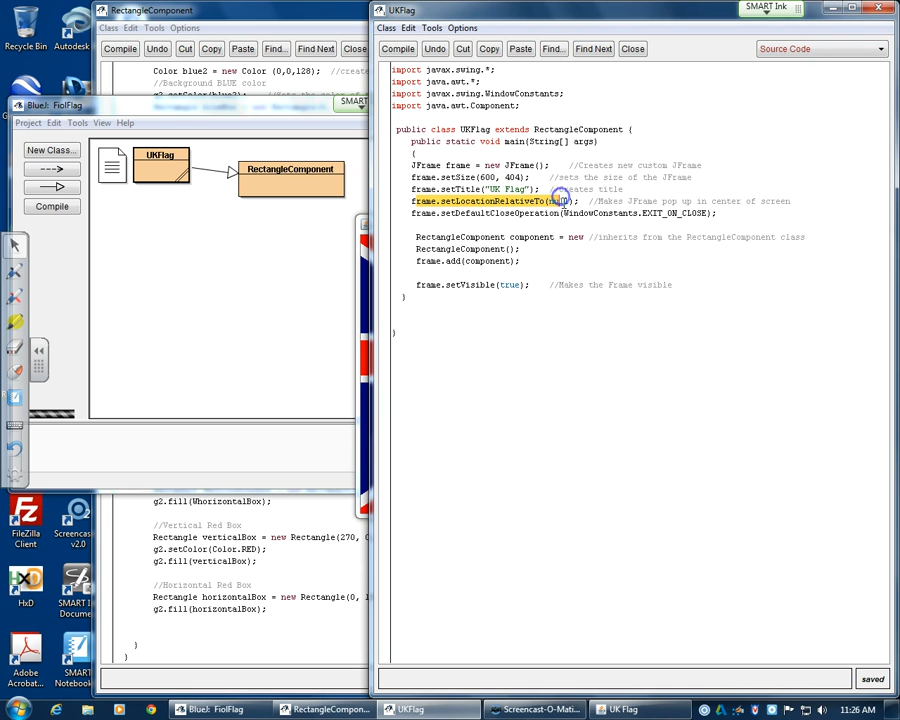 Recycle Bin
Autodesk
RectangleComponent
Class Edit Tools Options
Compile Undo Cut Copy Paste Find... Find Next Close
Color blue2 = new Color (0,0,128);
//Background BLUE color
BlueJ: FiolFlag
SMART
Project Edit Tools View Help
New Class...
Compile
UKFlag
RectangleComponent
g2.fill(WhorizontalBox);
//Vertical Red Box
Rectangle verticalBox = new Rectangle(270,
g2.setColor(Color.RED);
g2.fill(verticalBox);
//Horizontal Red Box
Rectangle horizontalBox = new Rectangle(0,
g2.fill(horizontalBox);
}
}
UKFlag
SMART Ink
Class Edit Tools Options
Compile Undo Cut Copy Paste Find... Find Next Close
Source Code
import javax.swing.*;
import java.awt.*;
import javax.swing.WindowConstants;
import java.awt.Component;
public class UKFlag extends RectangleComponent {
public static void main(String[] args)
{
JFrame frame = new JFrame(); //Creates new custom JFrame
frame.setSize(600, 404); //sets the size of the JFrame
frame.setTitle("UK Flag"); creates title
frame.setLocationRelativeTo(null); //Makes JFrame pop up in center of screen
frame.setDefaultCloseOperation(WindowConstants.EXIT_ON_CLOSE);
RectangleComponent component = new //inherits from the RectangleComponent class
RectangleComponent();
frame.add(component);
frame.setVisible(true); //Makes the Frame visible
}
}
saved
FileZilla Client
Screencast v2.0
HxD
SMART Docume
Adobe Acrobat...
SMART Notebook
BlueJ: FiolFlag
RectangleCompon...
UKFlag
Screencast-O-Mati...
UK Flag
11:26 AM